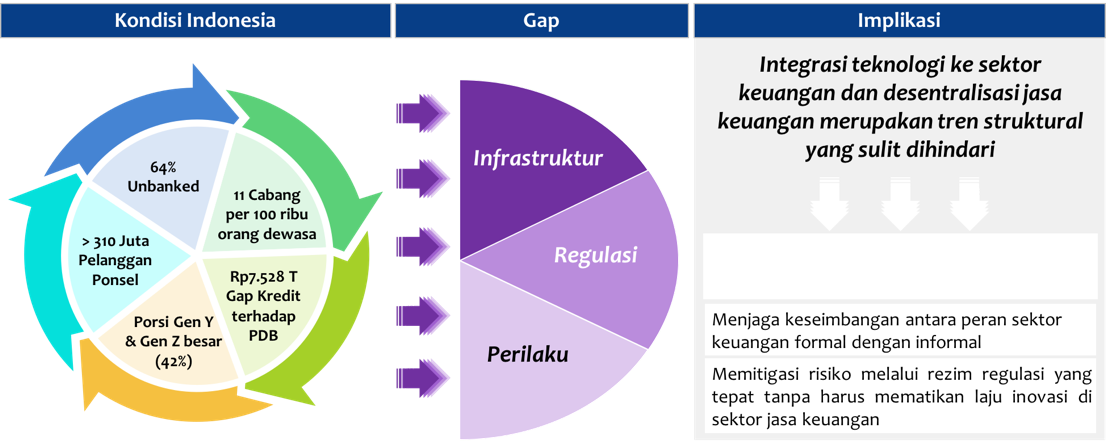 Kondisi Indonesia
64%
Unbanked
11 Cabang
per 100 ribu
orang dewasa
Rp7.528 T
Gap Kredit
terhadap
PDB
Porsi Gen Y
& Gen Z besar
(42%)
> 310 Juta
Pelanggan
Ponsel
Gap
Infrastruktur
Regulasi
Perilaku
Implikasi
Integrasi teknologi ke sektor
keuangan dan desentralisasi jasa
keuangan merupakan tren struktural
yang sulit dihindari
Menjaga keseimbangan antara peran sektor
keuangan formal dengan informal
Memitigasi risiko melalui rezim regulasi yang
tepat tanpa harus mematikan laju inovasi di
sektor jasa keuangan